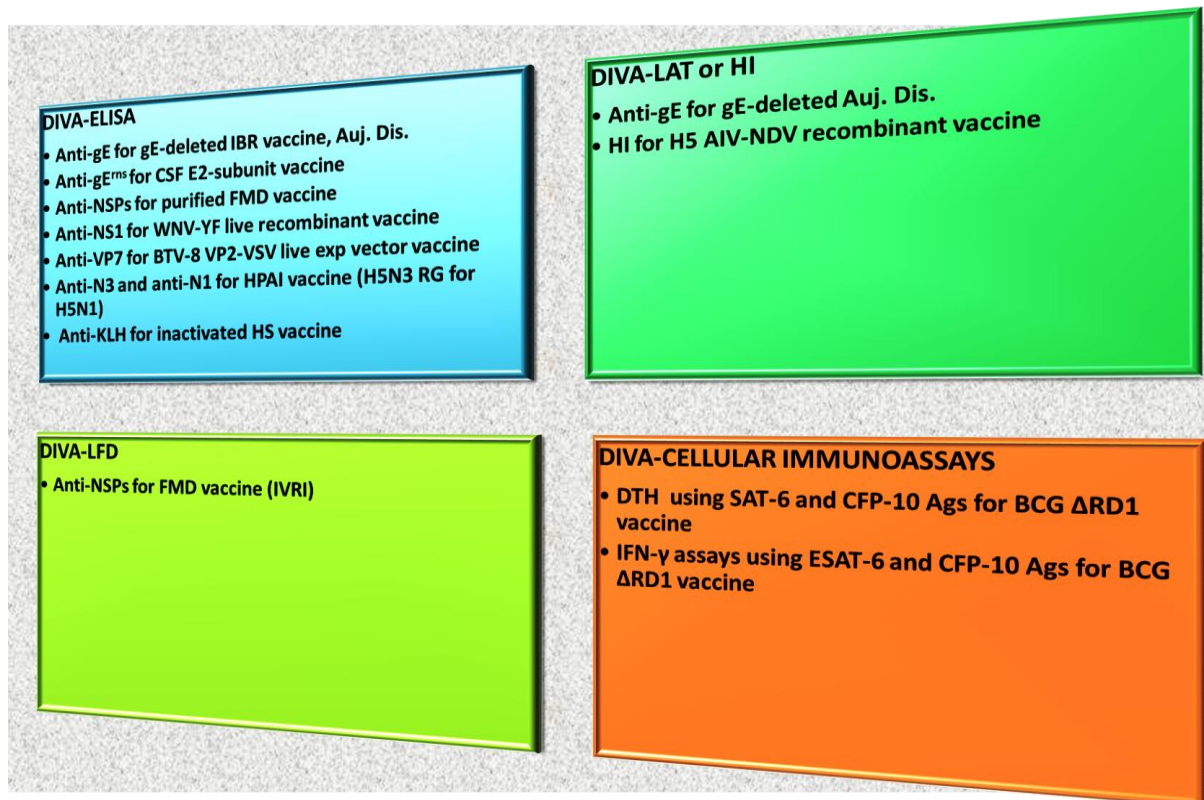 DIVA-ELISA
• Anti-gE for gE-deleted IBR vaccine, Auj. Dis.
• Anti-gEʳⁿˢ for CSF E2-subunit vaccine
• Anti-NSPs for purified FMD vaccine
• Anti-NS1 for WNV-YF live recombinant vaccine
• Anti-VP7 for BTV-8 VP2-VSV live exp vector vaccine
• Anti-N3 and anti-N1 for HPAI vaccine (H5N3 RG for
H5N1)
• Anti-KLH for inactivated HS vaccine
DIVA-LAT or HI
• Anti-gE for gE-deleted Auj. Dis.
• HI for H5 AIV-NDV recombinant vaccine
DIVA-LFD
• Anti-NSPs for FMD vaccine (IVRI)
DIVA-CELLULAR IMMUNOASSAYS
• DTH using SAT-6 and CFP-10 Ags for BCG ΔRD1
vaccine
• IFN-γ assays using ESAT-6 and CFP-10 Ags for BCG
ΔRD1 vaccine